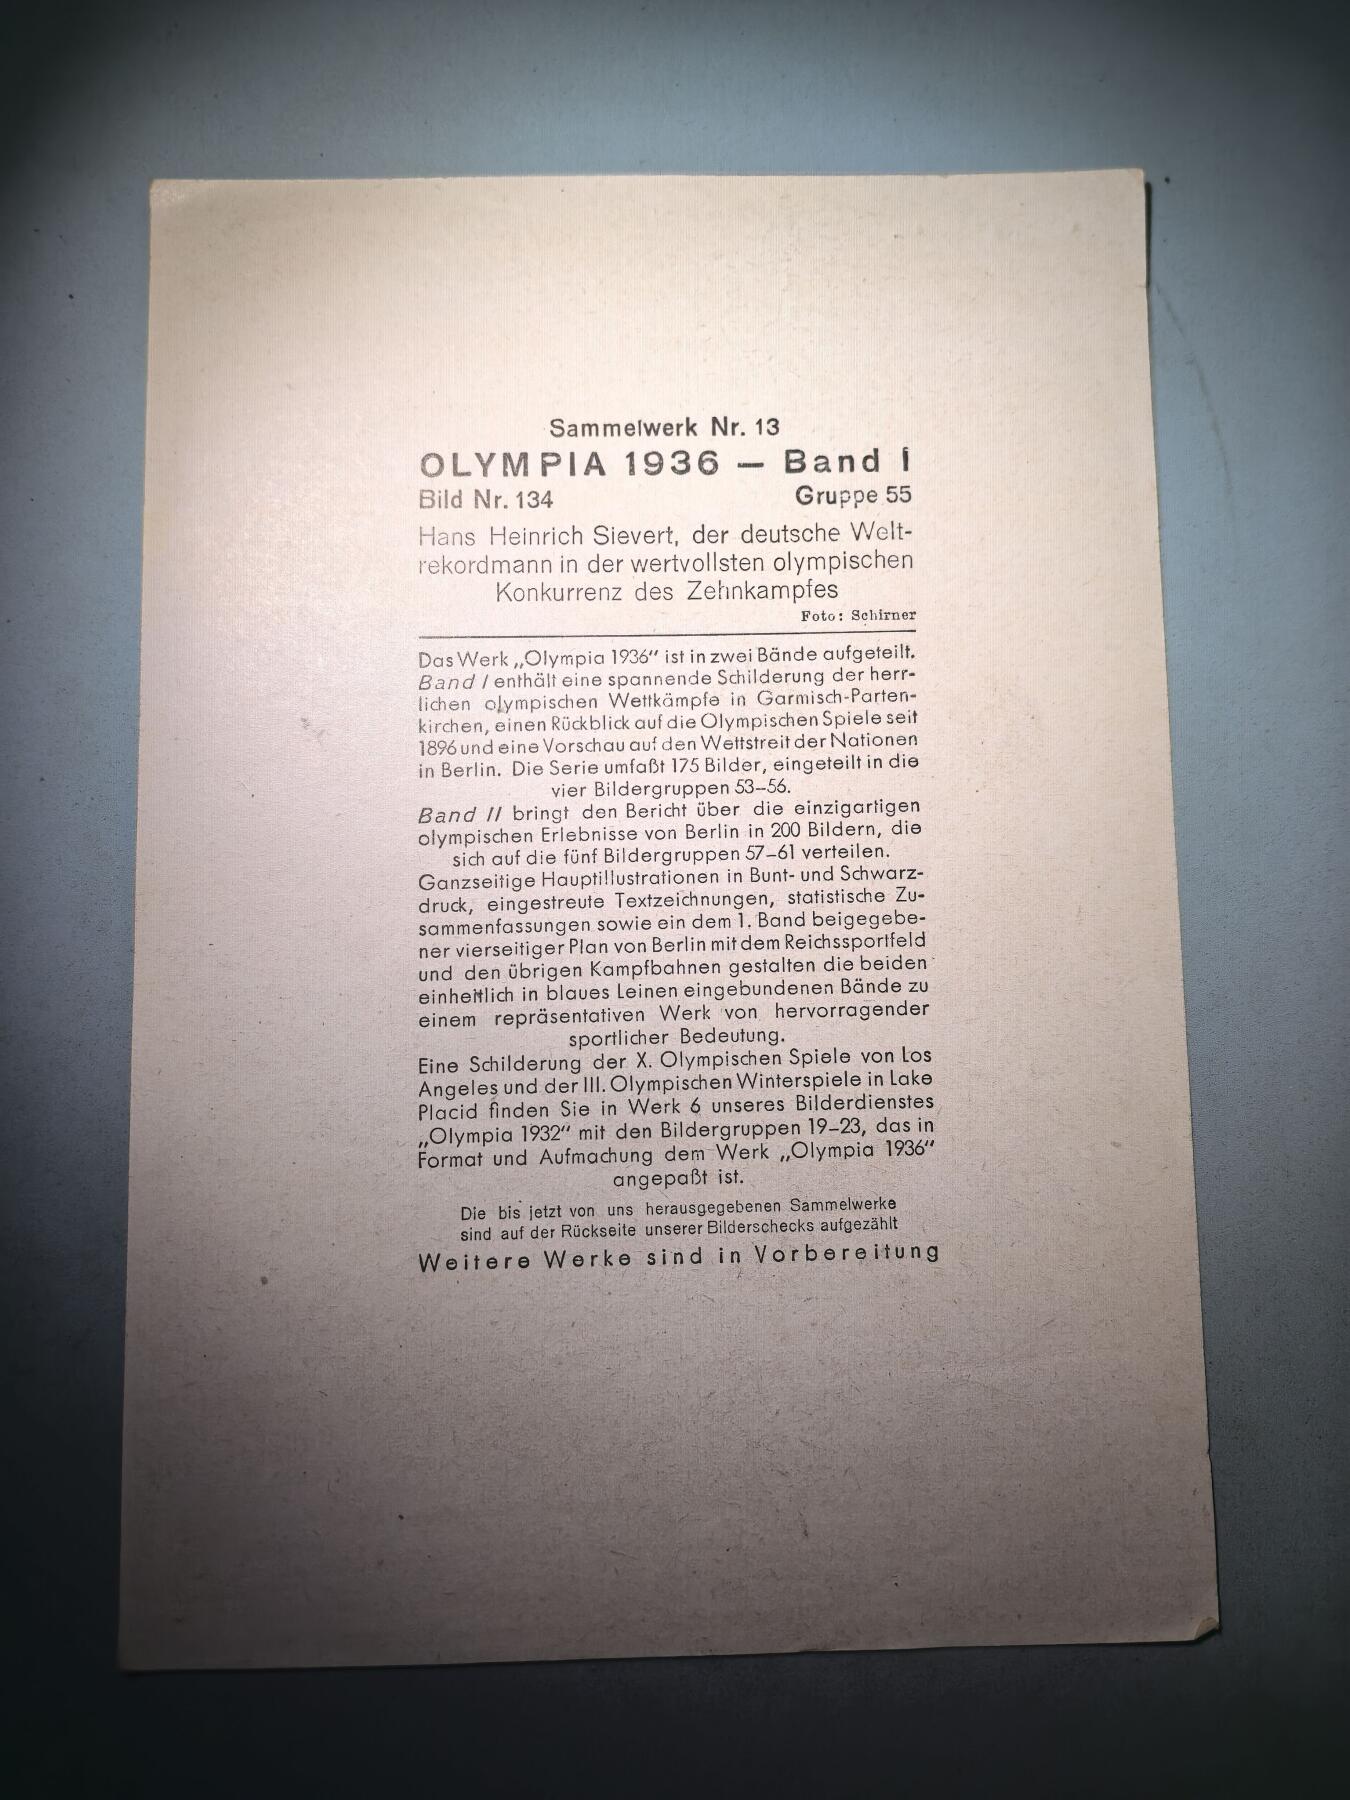 Sammelwerk Nr. 13
OLYMPIA 1936 — Band I
Bild Nr. 134 Gruppe 55
Hans Heinrich Sievert, der deutsche Welt-
rekordmann in der wertvollsten olympischen
Konkurrenz des Zehnkampfes
Foto: Schirner
Das Werk „Olympia 1936“ ist in zwei Bände aufgeteilt.
Band I enthält eine spannende Schilderung der herr-
lichen olympischen Wettkämpfe in Garmisch-Parten-
kirchen, einen Rückblick auf die Olympischen Spiele seit
1896 und eine Vorschau auf den Wettstreit der Nationen
in Berlin. Die Serie umfaßt 175 Bilder, eingeteilt in die
vier Bildergruppen 53–56.
Band II bringt den Bericht über die einzigartigen
olympischen Erlebnisse von Berlin in 200 Bildern, die
sich auf die fünf Bildergruppen 57–61 verteilen.
Ganzseitige Hauptillustrationen in Bunt- und Schwarz-
druck, eingestreute Textzeichnungen, statistische Zu-
sammenfassungen sowie ein dem 1. Band beigegebe-
ner vierseitiger Plan von Berlin mit dem Reichssportfeld
und den übrigen Kampfbahnen gestalten die beiden
einheitlich in blaues Leinen eingebundenen Bände zu
einem repräsentativen Werk von hervorragender
sportlicher Bedeutung.
Eine Schilderung der X. Olympischen Spiele von Los
Angeles und der III. Olympischen Winterspiele in Lake
Placid finden Sie in Werk 6 unseres Bilderdienstes
„Olympia 1932“ mit den Bildergruppen 19–23, das in
Format und Aufmachung dem Werk „Olympia 1936“
angepaßt ist.
Die bis jetzt von uns herausgegebenen Sammelwerke
sind auf der Rückseite unserer Bilderschecks aufgezählt
Weitere Werke sind in Vorbereitung